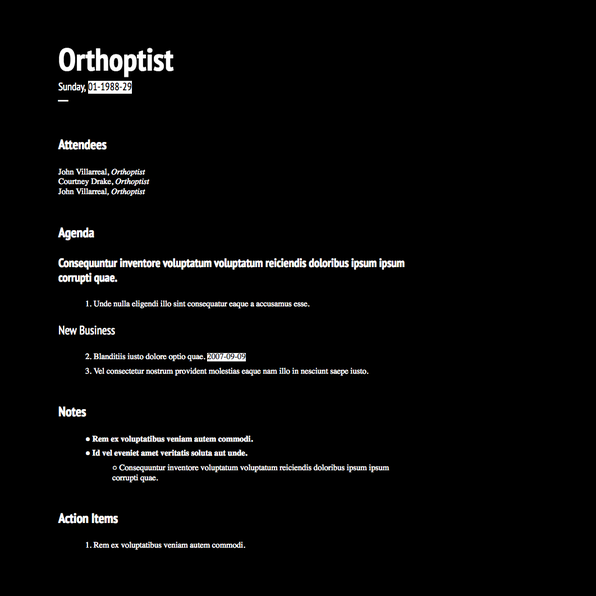 Orthoptist
Sunday, 01-1988-29
Attendees
John Villarreal, Orthoptist
Courtney Drake, Orthoptist
John Villarreal, Orthoptist
Agenda
Consequuntur inventore voluptatum voluptatum reiciendis doloribus ipsum ipsum
corrupti quae.
1. Unde nulla eligendi illo sint consequatur eaque a accusamus esse.
New Business
2. Blanditiis iusto dolore optio quae. 2007-09-09
3. Vel consectetur nostrum provident molestias eaque nam illo in nesciunt saepe iusto.
Notes
● Rem ex voluptatibus veniam autem commodi.
● Id vel eveniet amet veritatis soluta aut unde.
○ Consequuntur inventore voluptatum voluptatum reiciendis doloribus ipsum ipsum
corrupti quae.
Action Items
1. Rem ex voluptatibus veniam autem commodi.